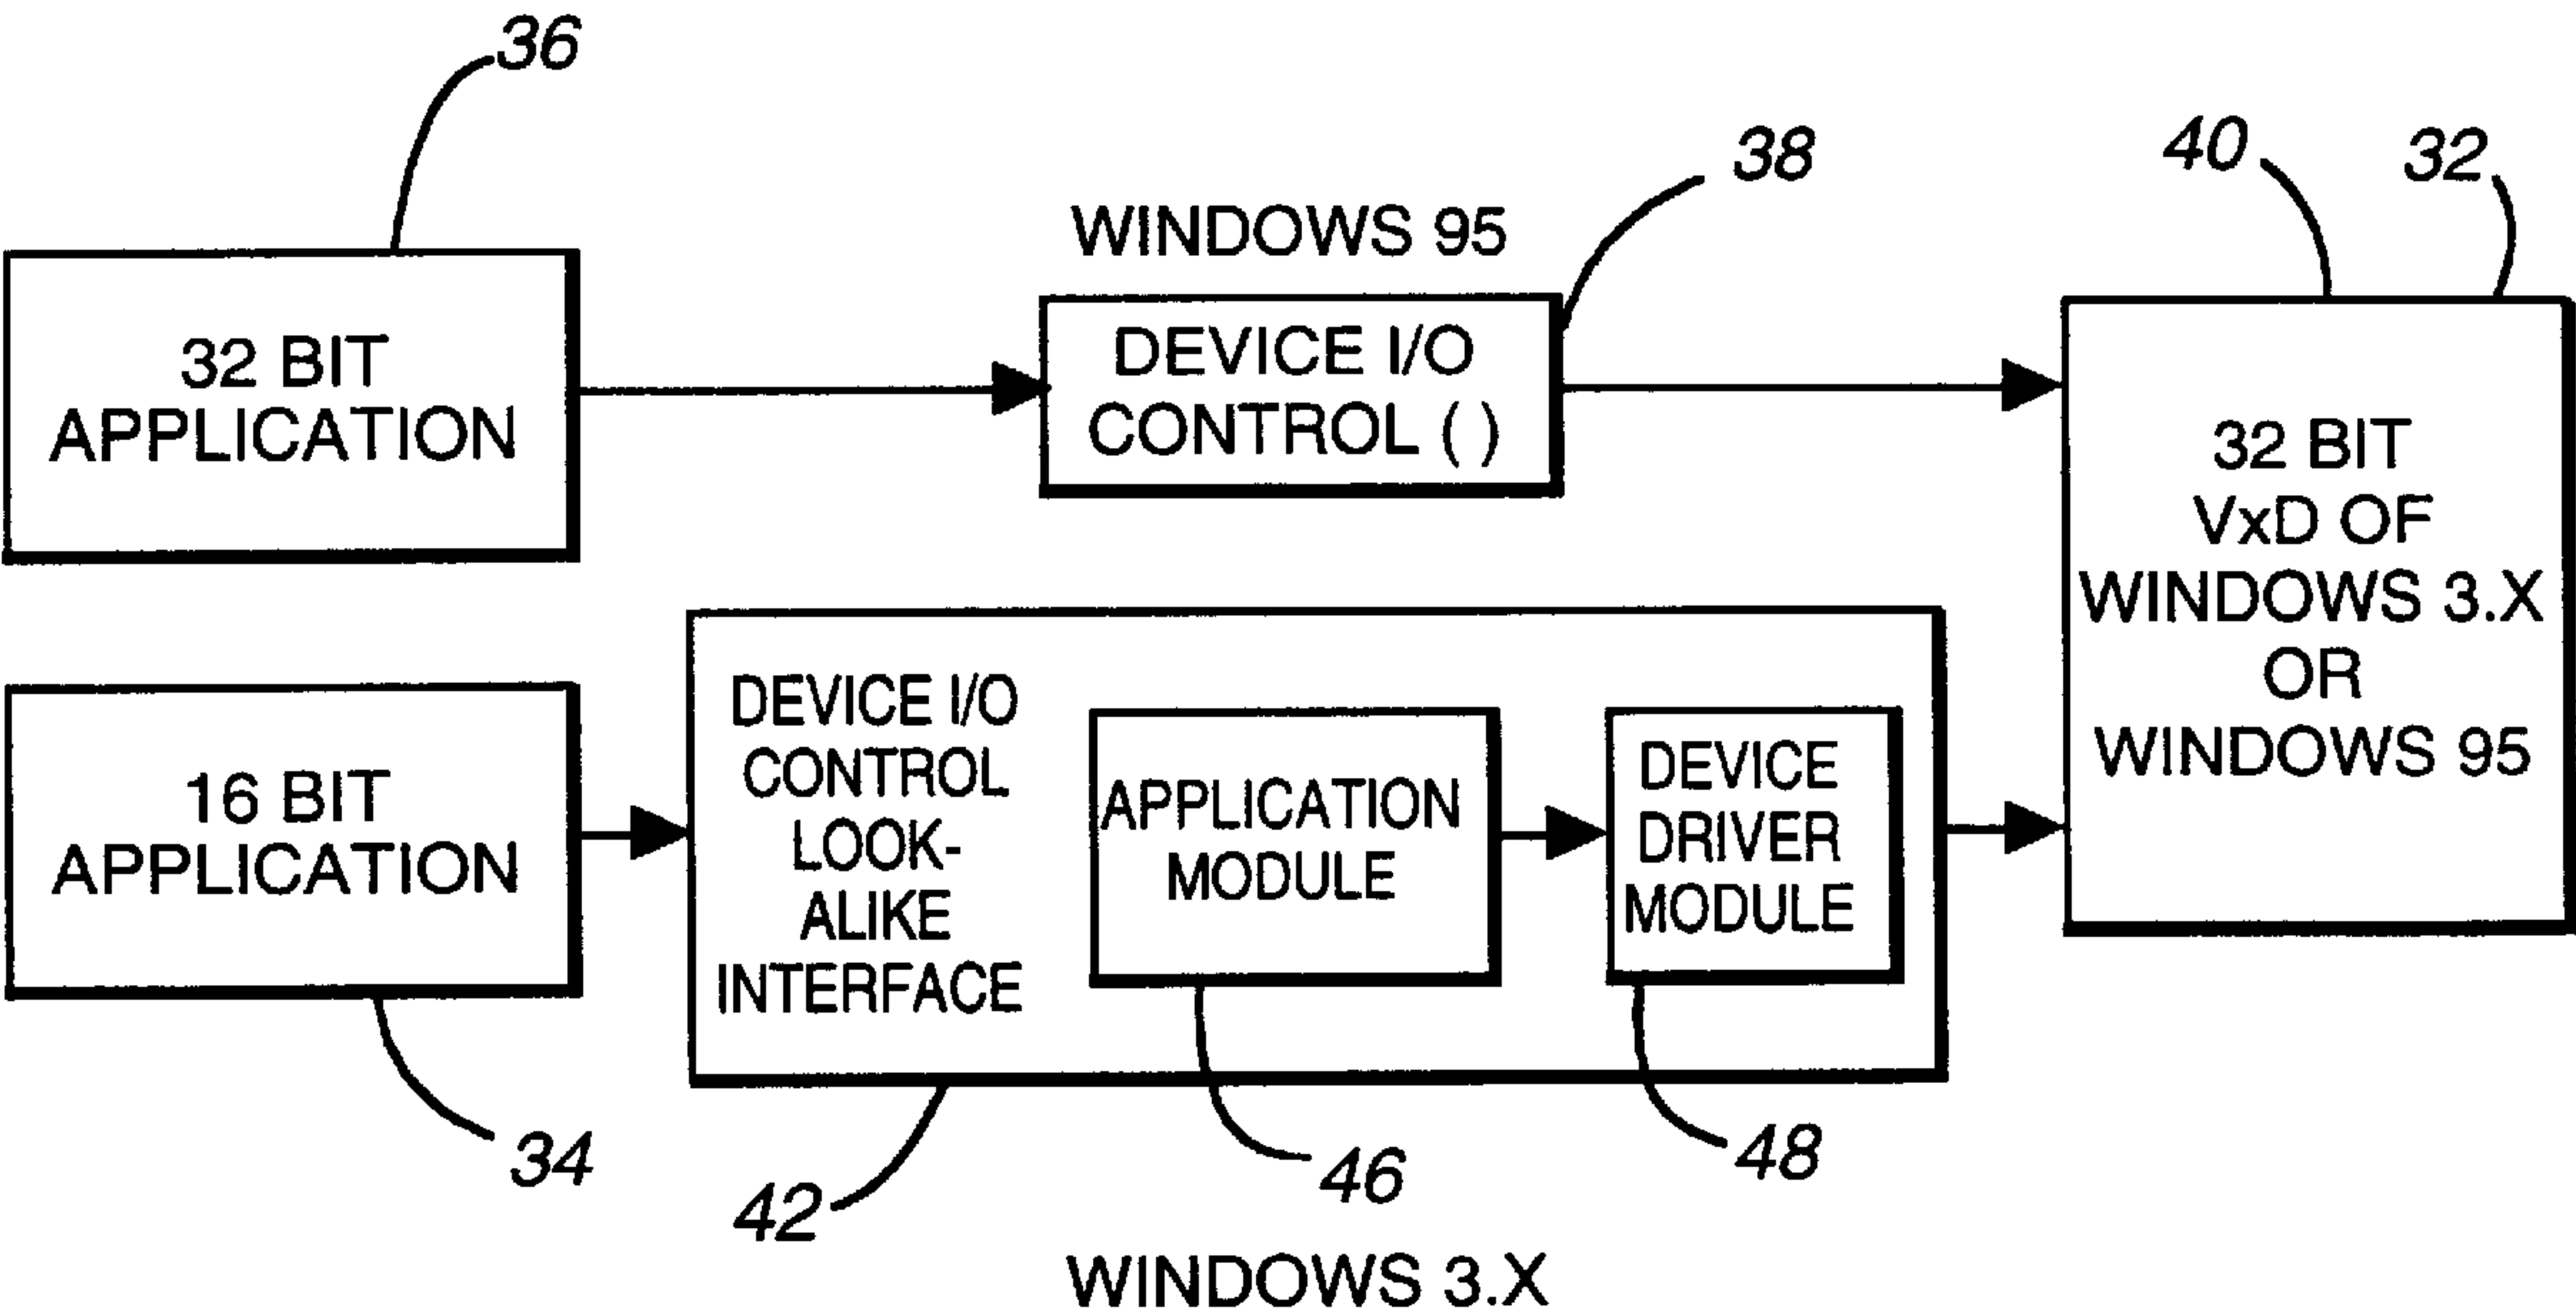 36
38
40
32
WINDOWS 95
32 BIT
APPLICATION
DEVICE I/O
CONTROL ( )
32 BIT
VxD OF
WINDOWS 3.X
OR
WINDOWS 95
16 BIT
APPLICATION
DEVICE I/O
CONTROL
LOOK-
ALIKE
INTERFACE
APPLICATION
MODULE
DEVICE
DRIVER
MODULE
34
42
46
48
WINDOWS 3.X